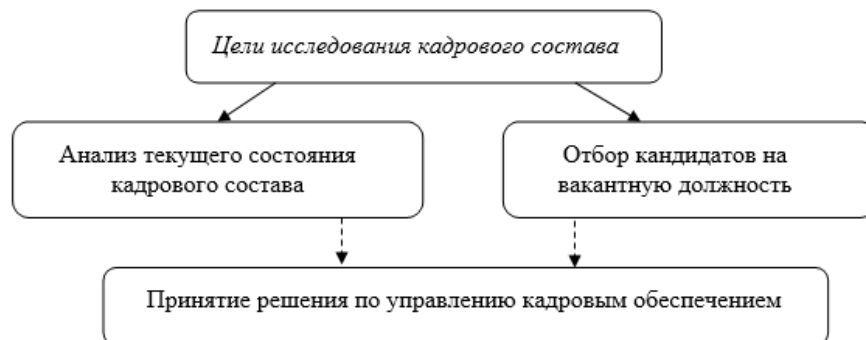 Цели исследования кадрового состава
Анализ текущего состояния
кадрового состава
Отбор кандидатов на
вакантную должность
Принятие решения по управлению кадровым обеспечением